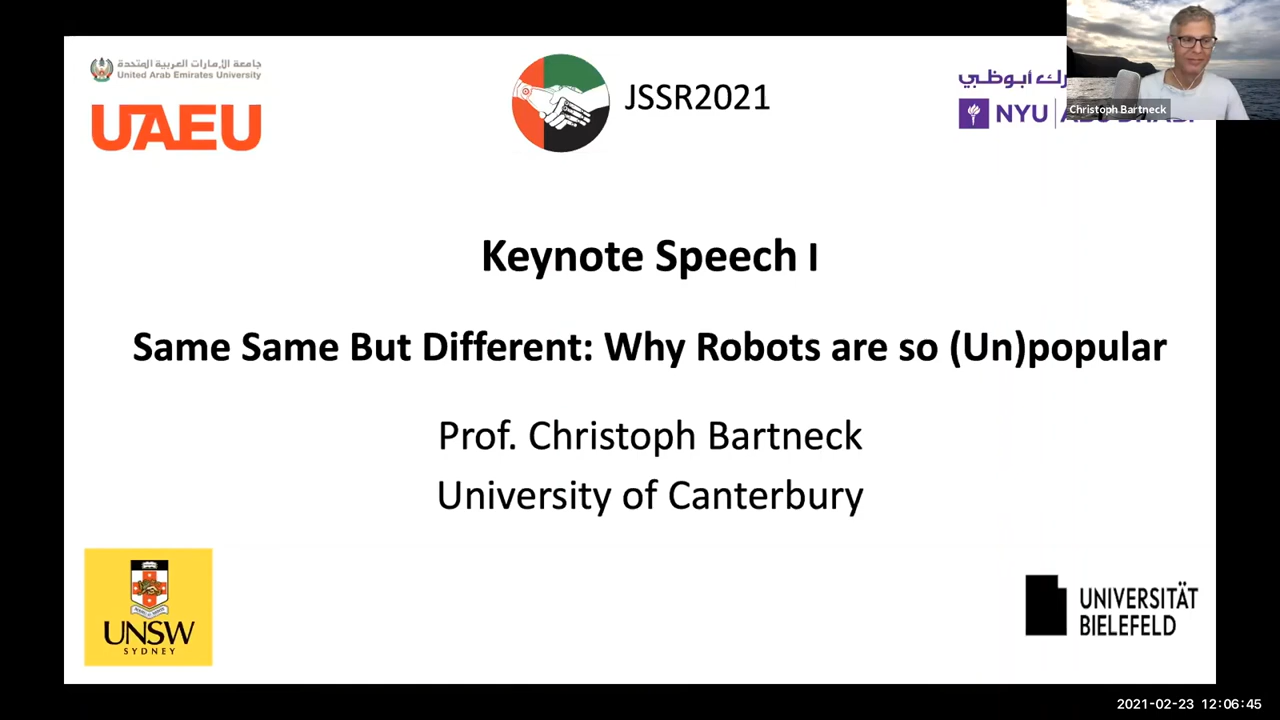 جامعة الإمارات العربية المتحدة
United Arab Emirates University
UAEU
JSSR2021
NYU
Christoph Bartneck
Keynote Speech I
Same Same But Different: Why Robots are so (Un)popular
Prof. Christoph Bartneck
University of Canterbury
UNSW
SYDNEY
UNIVERSITÄT
BIELEFELD
2021-02-23 12:06:45